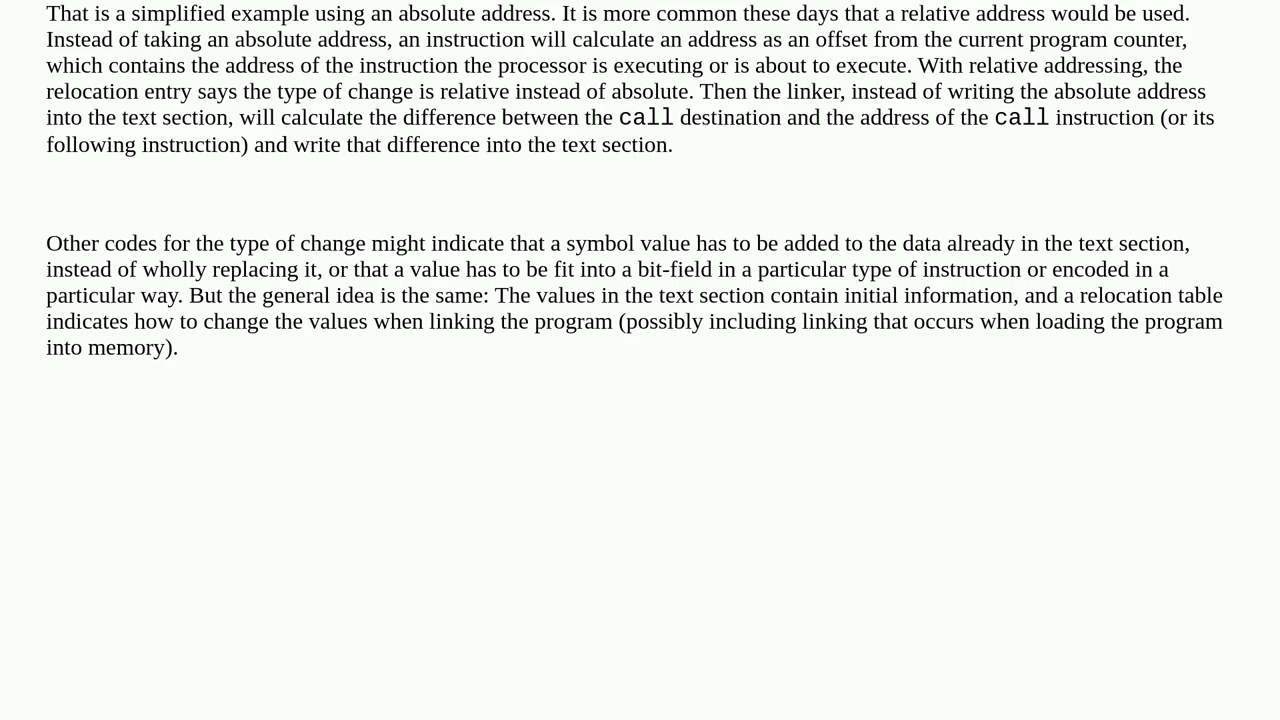 That is a simplified example using an absolute address. It is more common these days that a relative address would be used.
Instead of taking an absolute address, an instruction will calculate an address as an offset from the current program counter,
which contains the address of the instruction the processor is executing or is about to execute. With relative addressing, the
relocation entry says the type of change is relative instead of absolute. Then the linker, instead of writing the absolute address
into the text section, will calculate the difference between the call destination and the address of the call instruction (or its
following instruction) and write that difference into the text section.
Other codes for the type of change might indicate that a symbol value has to be added to the data already in the text section,
instead of wholly replacing it, or that a value has to be fit into a bit-field in a particular type of instruction or encoded in a
particular way. But the general idea is the same: The values in the text section contain initial information, and a relocation table
indicates how to change the values when linking the program (possibly including linking that occurs when loading the program
into memory).